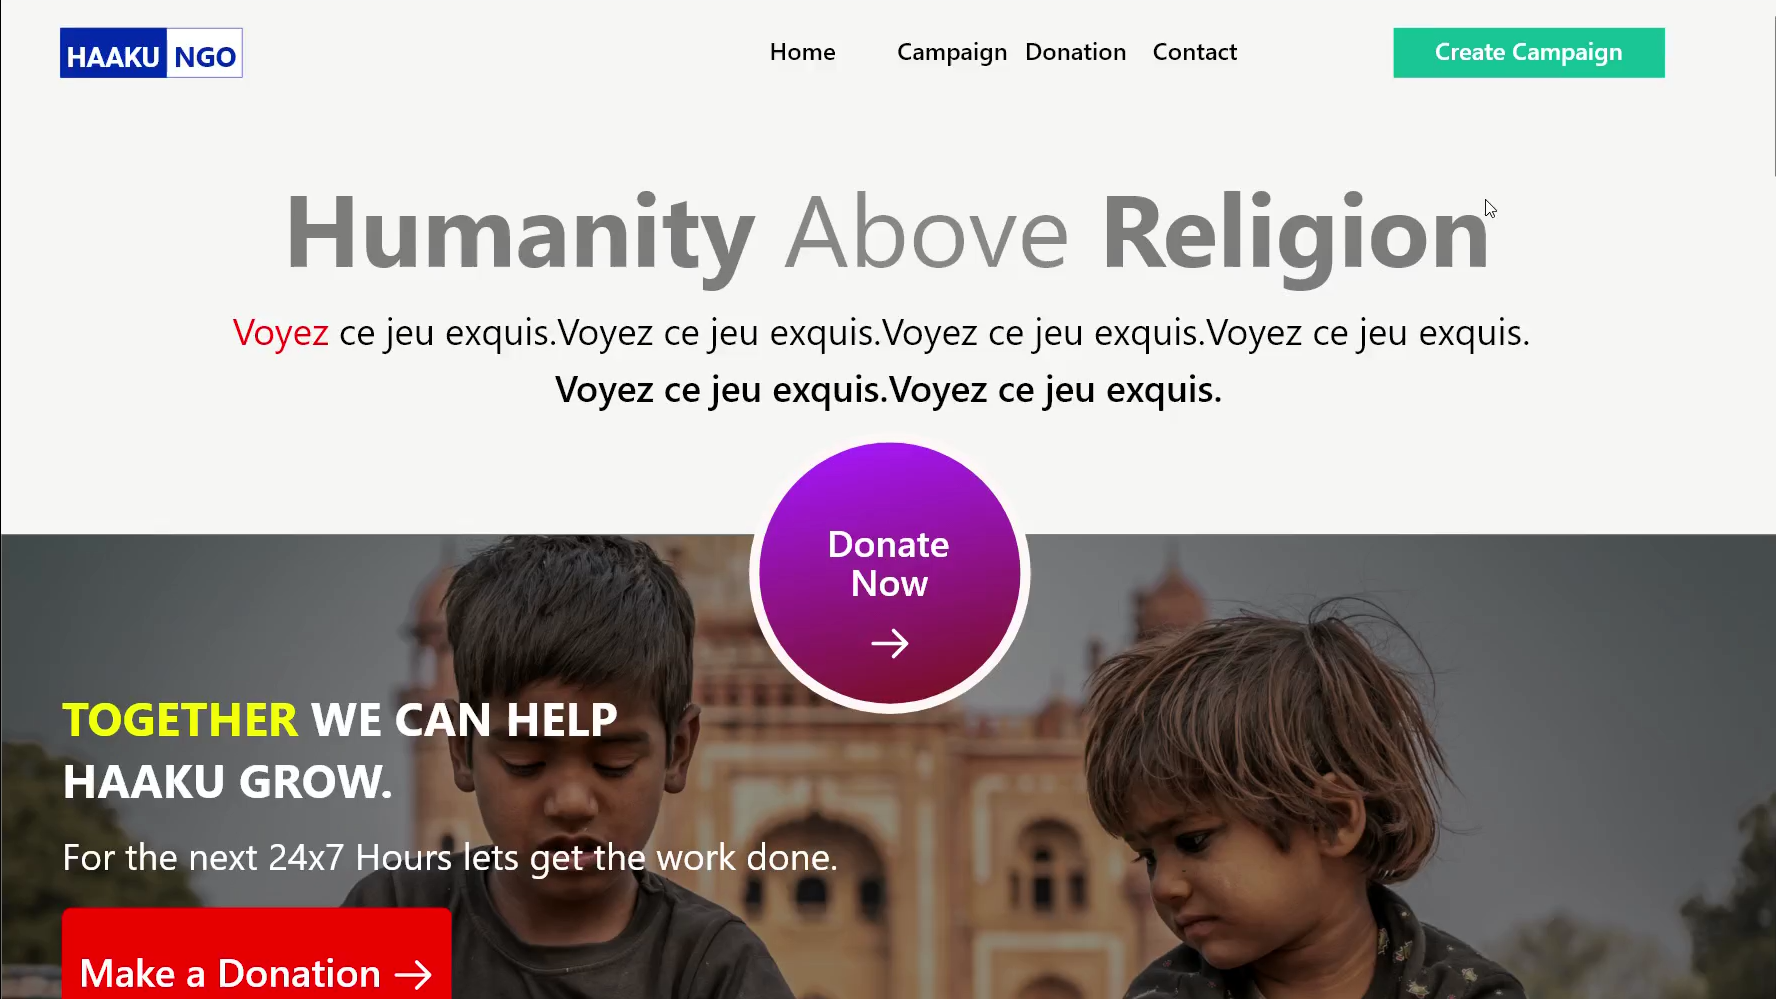 HAAKU NGO
Home Campaign Donation Contact
Create Campaign
Humanity Above Religion
Voyez ce jeu exquis.Voyez ce jeu exquis.Voyez ce jeu exquis.Voyez ce jeu exquis.
Voyez ce jeu exquis.Voyez ce jeu exquis.
Donate
Now
TOGETHER WE CAN HELP
HAAKU GROW.
For the next 24x7 Hours lets get the work done.
Make a Donation